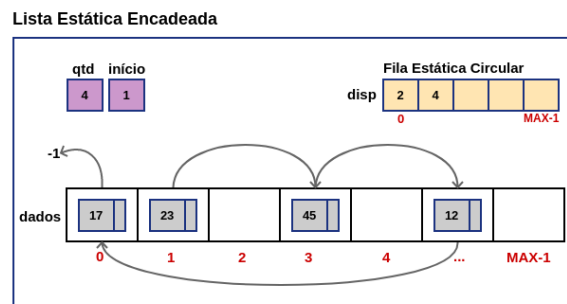 Lista Estática Encadeada
qtd início
4 1
Fila Estática Circular
disp 2 4
0 MAX-1
-1
dados 17 23 45 12
0 1 2 3 4 ... MAX-1